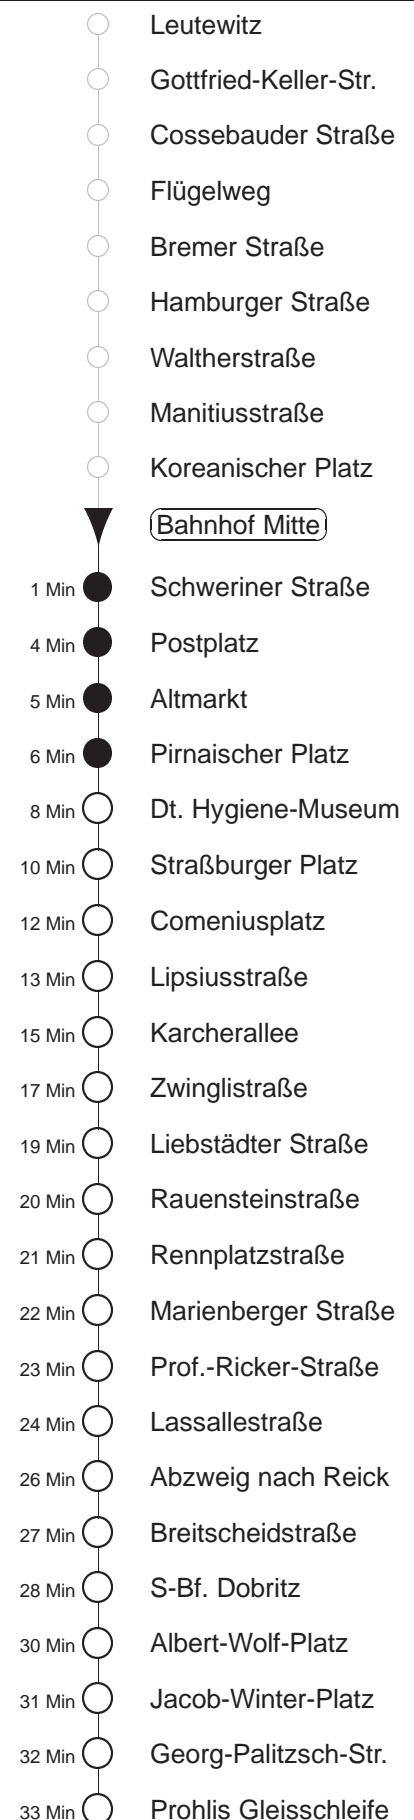 Leutewitz
Gottfried-Keller-Str.
Cossebauder Straße
Flügelweg
Bremer Straße
Hamburger Straße
Waltherstraße
Manitiusstraße
Koreanischer Platz
Bahnhof Mitte
1 Min Schweriner Straße
4 Min Postplatz
5 Min Altmarkt
6 Min Pirnaischer Platz
8 Min Dt. Hygiene-Museum
10 Min Straßburger Platz
12 Min Comeniusplatz
13 Min Lipsiusstraße
15 Min Karcherallee
17 Min Zwinglistraße
19 Min Liebstädter Straße
20 Min Rauensteinstraße
21 Min Rennplatzstraße
22 Min Marienberger Straße
23 Min Prof.-Ricker-Straße
24 Min Lassallestraße
26 Min Abzweig nach Reick
27 Min Breitscheidstraße
28 Min S-Bf. Dobritz
30 Min Albert-Wolf-Platz
31 Min Jacob-Winter-Platz
32 Min Georg-Palitzsch-Str.
33 Min Prohlis Gleisschleife